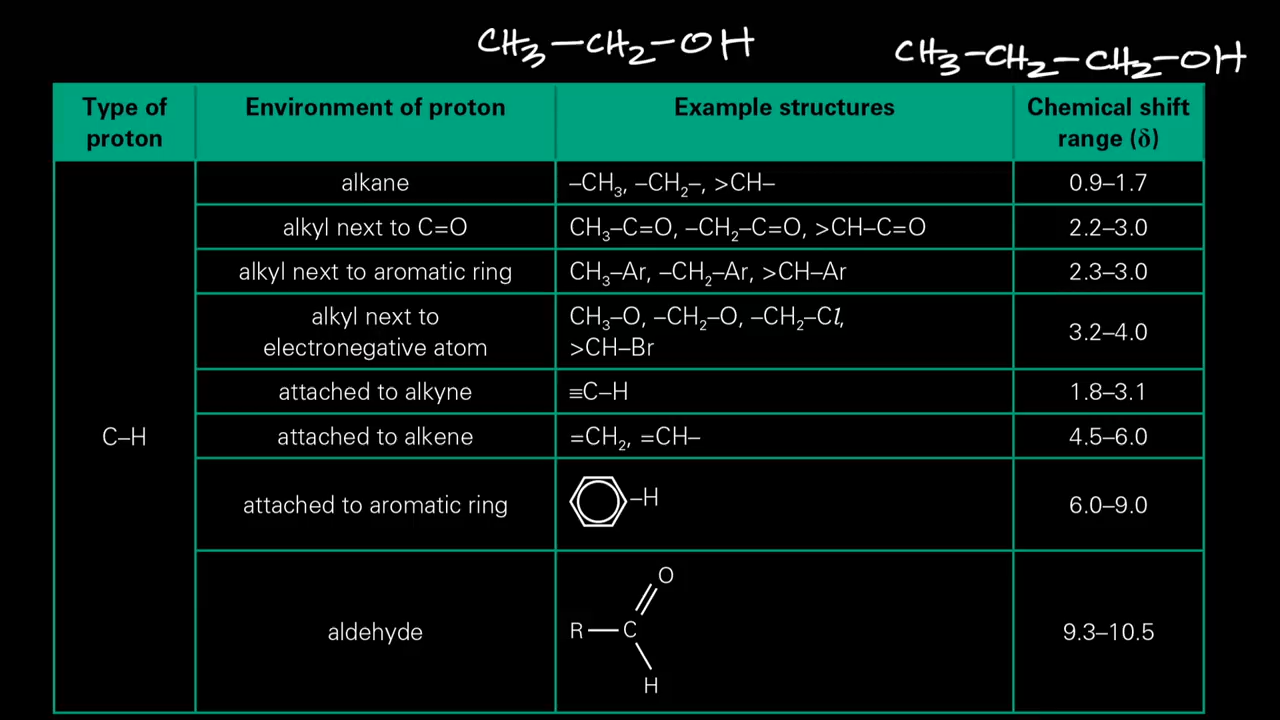 CH₃–CH₂–OH
CH₃–CH₂–CH₂–OH
Type of proton
Environment of proton
Example structures
Chemical shift range (δ)
C–H
alkane
–CH₃, –CH₂–, >CH–
0.9–1.7
alkyl next to C=O
CH₃–C=O, –CH₂–C=O, >CH–C=O
2.2–3.0
alkyl next to aromatic ring
CH₃–Ar, –CH₂–Ar, >CH–Ar
2.3–3.0
alkyl next to
electronegative atom
CH₃–O, –CH₂–O, –CH₂–Cl,
>CH–Br
3.2–4.0
attached to alkyne
≡C–H
1.8–3.1
attached to alkene
=CH₂, =CH–
4.5–6.0
attached to aromatic ring
–H
6.0–9.0
aldehyde
O
R–C
H
9.3–10.5